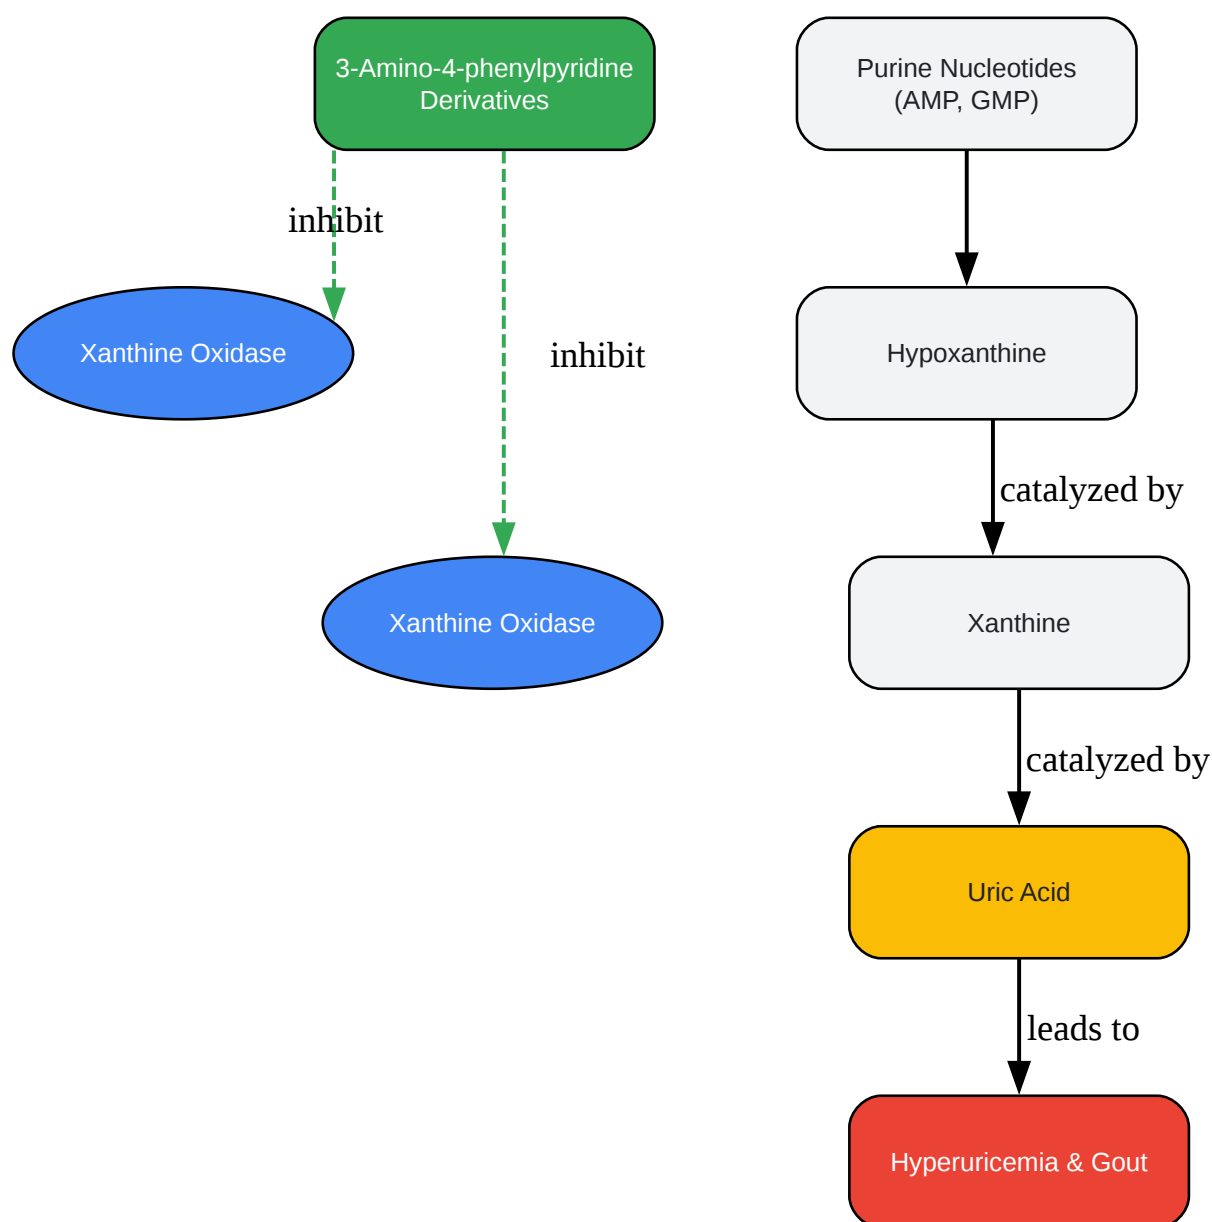 3-Amino-4-phenylpyridine
Derivatives
Purine Nucleotides
(AMP, GMP)
inhibit
Xanthine Oxidase
inhibit
Hypoxanthine
catalyzed by
Xanthine Oxidase
Xanthine
catalyzed by
Uric Acid
leads to
Hyperuricemia & Gout